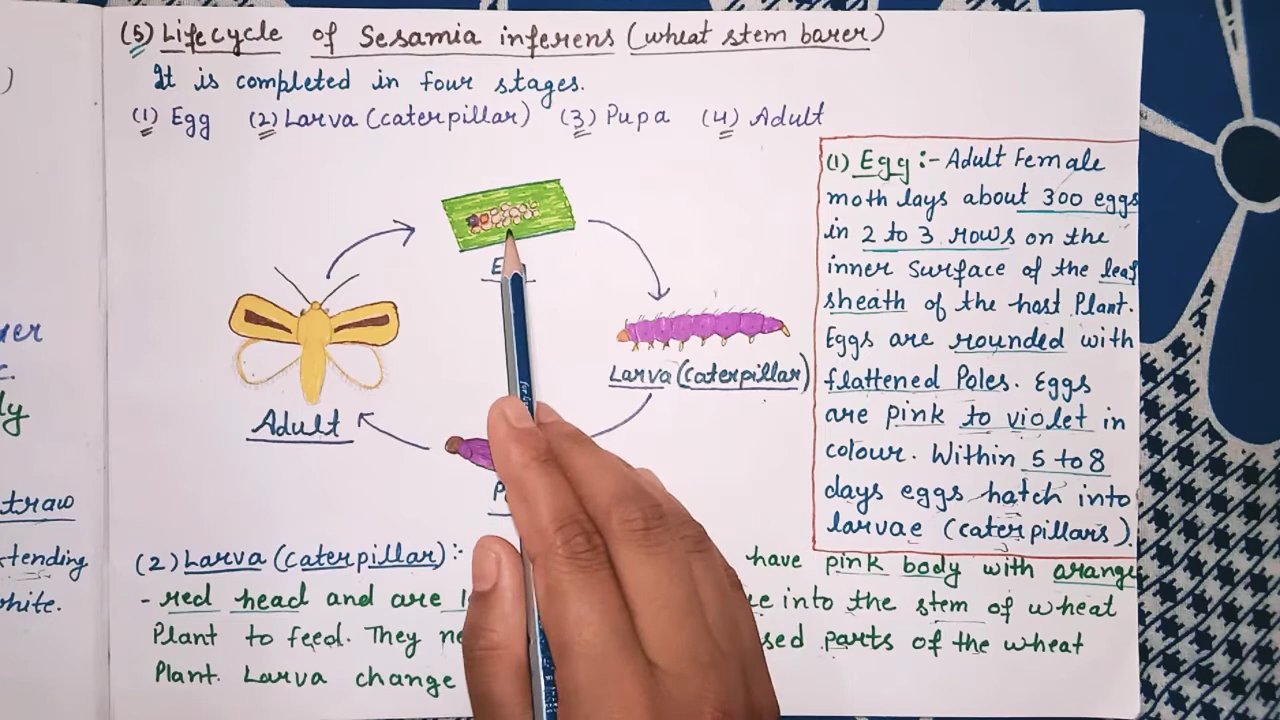 (5) Lifecycle of Sesamia inferens (wheat stem barer)
It is completed in four stages.
(1) Egg (2) Larva (caterpillar) (3) Pupa (4) Adult
(1) Egg :- Adult Female
moth lays about 300 eggs
in 2 to 3 rows on the
inner surface of the leaf
sheath of the host Plant.
Eggs are rounded with
flattened Poles. Eggs
are pink to violet in
colour. Within 5 to 8
days eggs hatch into
larvae (caterpillars).
Larva (caterpillar)
Adult
(2) Larva (caterpillar) :- have pink body with orange
- red head and are into the stem of wheat
Plant to feed. They parts of the wheat
Plant. Larva change
traw